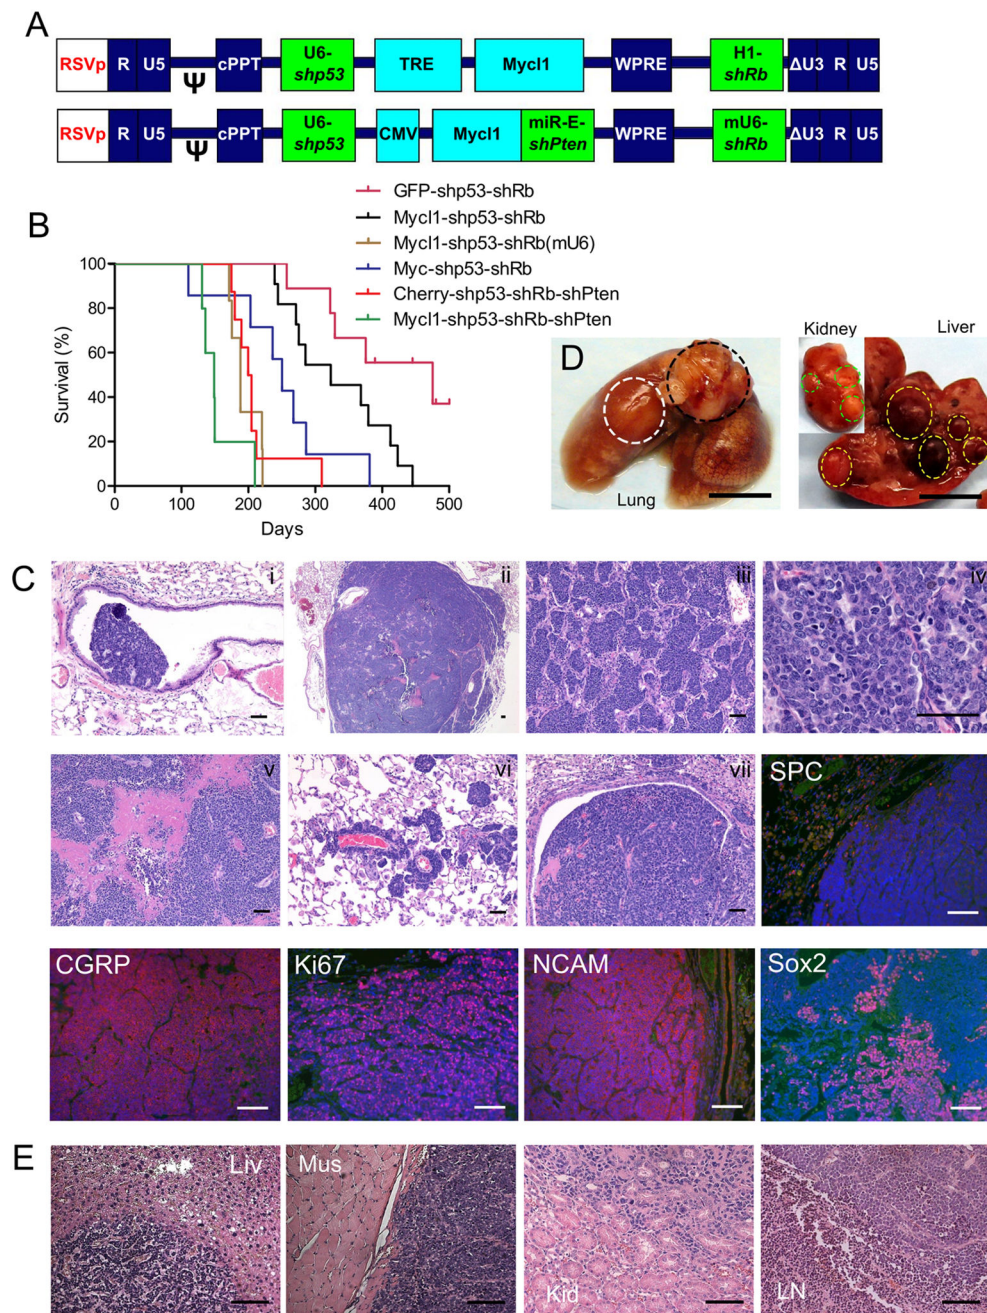 A
RSVp R U5 Ψ cPPT U6-shp53 TRE Mycl1 WPRE H1-shRb ΔU3 R U5
RSVp R U5 Ψ cPPT U6-shp53 CMV Mycl1 miR-E-shPten WPRE mU6-shRb ΔU3 R U5
B
GFP-shp53-shRb
Mycl1-shp53-shRb
Mycl1-shp53-shRb(mU6)
Myc-shp53-shRb
Cherry-shp53-shRb-shPten
Mycl1-shp53-shRb-shPten
Survival (%)
100
80
60
40
20
0
0 100 200 300 400 500
Days
D
Lung
Kidney
Liver
C
i
ii
iii
iv
v
vi
vii
SPC
CGRP
Ki67
NCAM
Sox2
E
Liv
Mus
Kid
LN